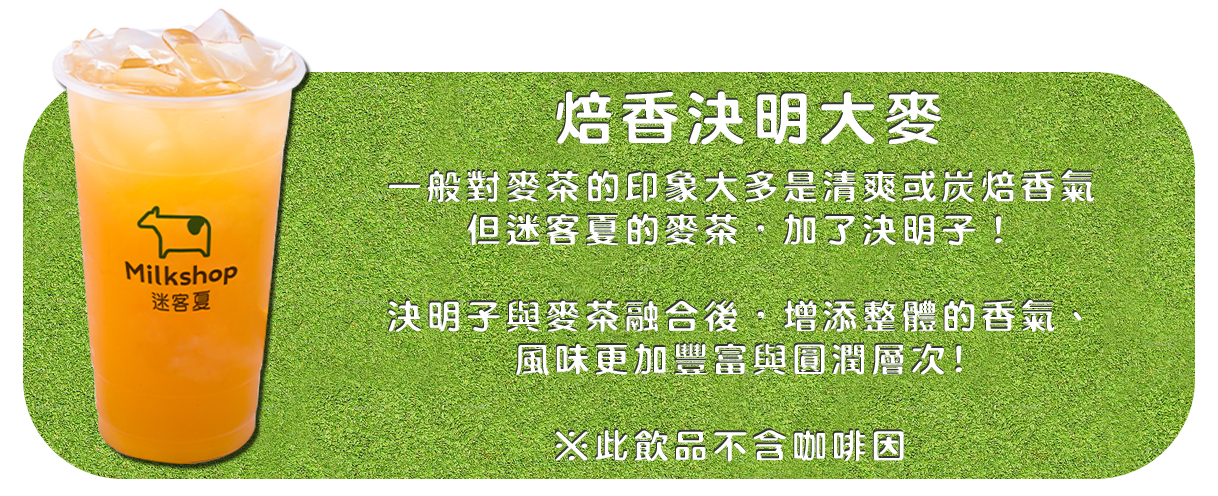 焙香決明大麥
一般對麥茶的印象大多是清爽或炭焙香氣
但迷客夏的麥茶，加了決明子！
決明子與麥茶融合後，增添整體的香氣、
風味更加豐富與圓潤層次!
※此飲品不含咖啡因
Milkshop
迷客夏